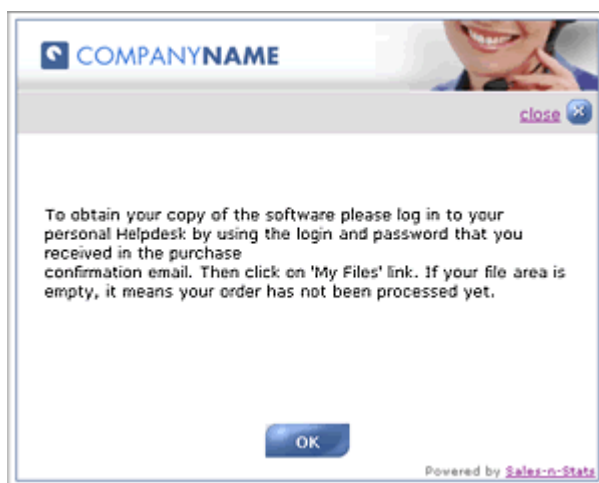 COMPANYNAME
close
To obtain your copy of the software please log in to your
personal Helpdesk by using the login and password that you
received in the purchase
confirmation email. Then click on 'My Files' link. If your file area is
empty, it means your order has not been processed yet.
OK
Powered by Sales-n-Stats